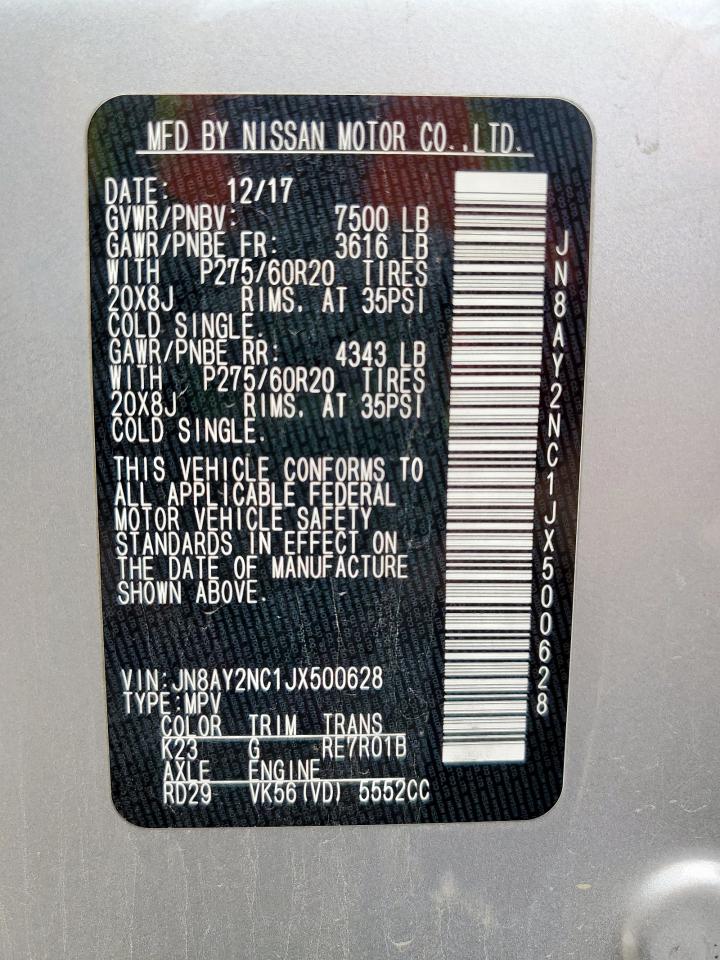 MFD BY NISSAN MOTOR CO.,LTD.
DATE: 12/17
GVWR/PNBV: 7500 LB
GAWR/PNBE FR: 3616 LB
WITH P275/60R20 TIRES
20X8J RIMS, AT 35PSI
COLD SINGLE.
GAWR/PNBE RR: 4343 LB
WITH P275/60R20 TIRES
20X8J RIMS, AT 35PSI
COLD SINGLE.
THIS VEHICLE CONFORMS TO
ALL APPLICABLE FEDERAL
MOTOR VEHICLE SAFETY
STANDARDS IN EFFECT ON
THE DATE OF MANUFACTURE
SHOWN ABOVE.
VIN:JN8AY2NC1JX500628
TYPE:MPV
COLOR TRIM TRANS
K23 G RE7R01B
AXLE ENGINE
RD29 VK56(VD) 5552CC
JN8AY2NC1JX500628